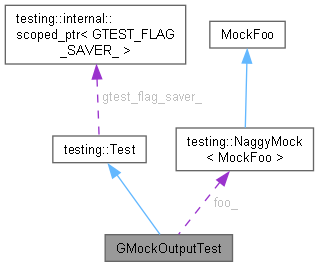 testing::internal::
scoped_ptr< GTEST_FLAG
_SAVER_ >
MockFoo
gtest_flag_saver_
testing::Test
testing::NaggyMock
< MockFoo >
foo_
GMockOutputTest